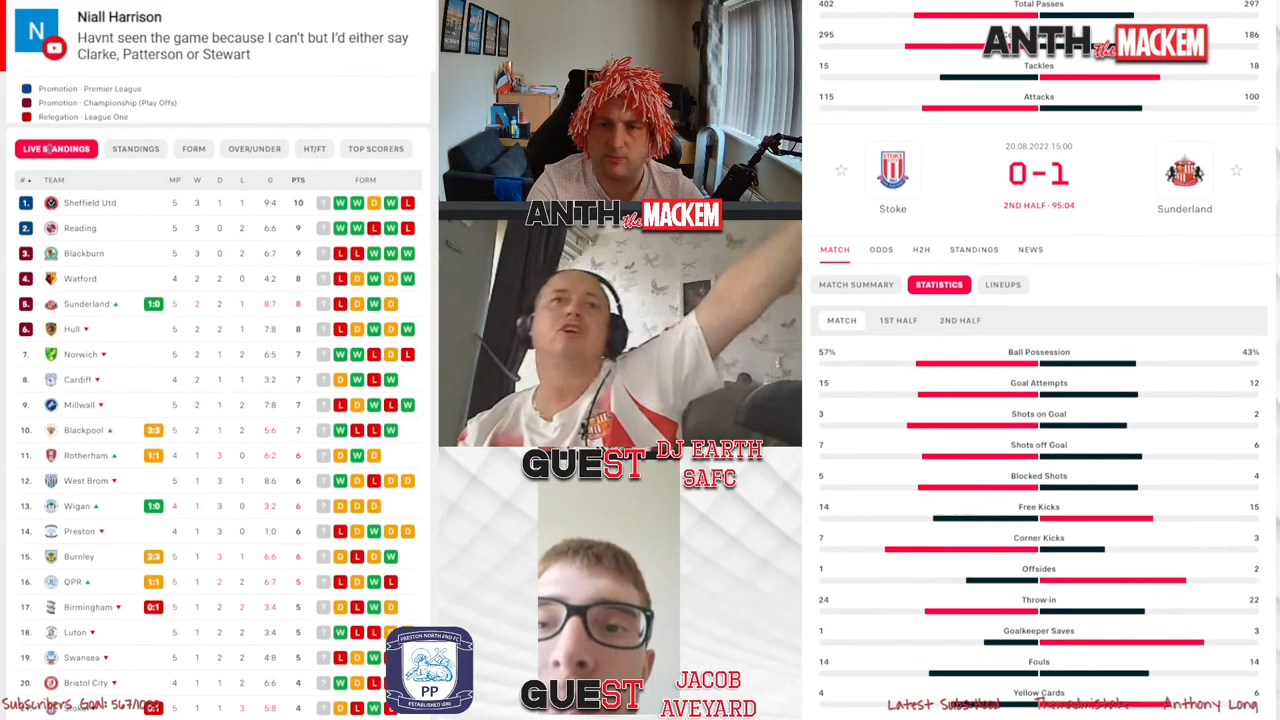 Niall Harrison
Havnt seen the game because I can't but I'd either say
Clarke, Patterson or Stewart
Promotion - Premier League
Promotion - Championship (Play Offs)
Relegation - League One
LIVE STANDINGS STANDINGS FORM OVER/UNDER HT/FT TOP SCORERS
# TEAM MP W D L G PTS FORM
1. Sheffield Utd 5 3 1 1 9:4 10 ? W W D W L
2. Reading 5 3 0 2 6:6 9 ? W W L W L
3. Blackburn 5 3 0 2 6:7 9 ? L L W W W
4. Watford 4 2 2 0 4:2 8 ? L D W D W
5. Sunderland 1:0 5 2 2 1 8:7 8 ? L D W D
6. Hull 5 2 2 1 8 ? L D W D W
7. Norwich 5 2 1 2 6:5 7 ? W W L D L
8. Cardiff 4 2 1 1 3:2 7 ? D W L W
9. Millwall 5 2 1 2 7:8 7 ? L D W L W
10. Blackpool 3:3 5 2 1 2 5:6 7 ? W L L W
11. Rotherham 1:1 4 1 3 0 6:2 6 ? D W D
12. West Brom 5 1 3 1 8:6 6 ? D W L D D
13. Wigan 1:0 4 1 3 0 3:2 6 ? D D D
14. Preston 4 1 3 0 1:0 6 ? L D W D D
15. Burnley 3:3 5 1 3 1 6:6 6 ? D L D W
16. QPR 1:1 5 1 2 2 6:7 5 ? L D W L
17. Birmingham 0:1 5 1 2 2 3:4 5 ? D L W D
18. Luton 5 1 2 2 3:4 5 ? W L L
19. Swansea 5 1 2 2 4:8 5 ? L D W
20. Bristol City 4 1 1 2 6:6 4 ? W D L
Subscribers Goal: 567/
ANTH the MACKEM
GUEST DJ EARTH
SAFC
PRESTON NORTH END FC
PP
ESTABLISHED 1880
GUEST JACOB
AVEYARD
402 Total Passes 297
295 186
ANTH the MACKEM
15 Tackles 18
115 Attacks 100
20.08.2022 15:00
0-1
2ND HALF - 95:04
Stoke Sunderland
MATCH ODDS H2H STANDINGS NEWS
MATCH SUMMARY STATISTICS LINEUPS
MATCH 1ST HALF 2ND HALF
57% Ball Possession 43%
15 Goal Attempts 12
3 Shots on Goal 2
7 Shots off Goal 6
5 Blocked Shots 4
14 Free Kicks 15
7 Corner Kicks 3
1 Offsides 2
24 Throw-in 22
1 Goalkeeper Saves 3
14 Fouls 14
4 Yellow Cards 6
Latest Subs: Anthony Long